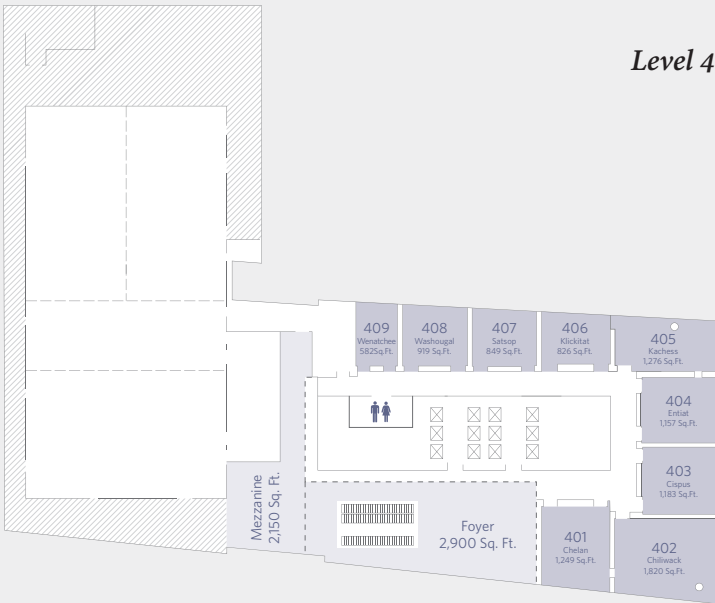 Level 4
409
Wenatchee
582Sq.Ft.
408
Washougal
919 Sq.Ft.
407
Satsop
849 Sq.Ft.
406
Klickitat
826 Sq.Ft.
405
Kachess
1,276 Sq.Ft.
404
Entiat
1,157 Sq.Ft.
403
Cispus
1,183 Sq.Ft.
Mezzanine
2,150 Sq. Ft.
Foyer
2,900 Sq. Ft.
401
Chelan
1,249 Sq.Ft.
402
Chiliwack
1,820 Sq.Ft.